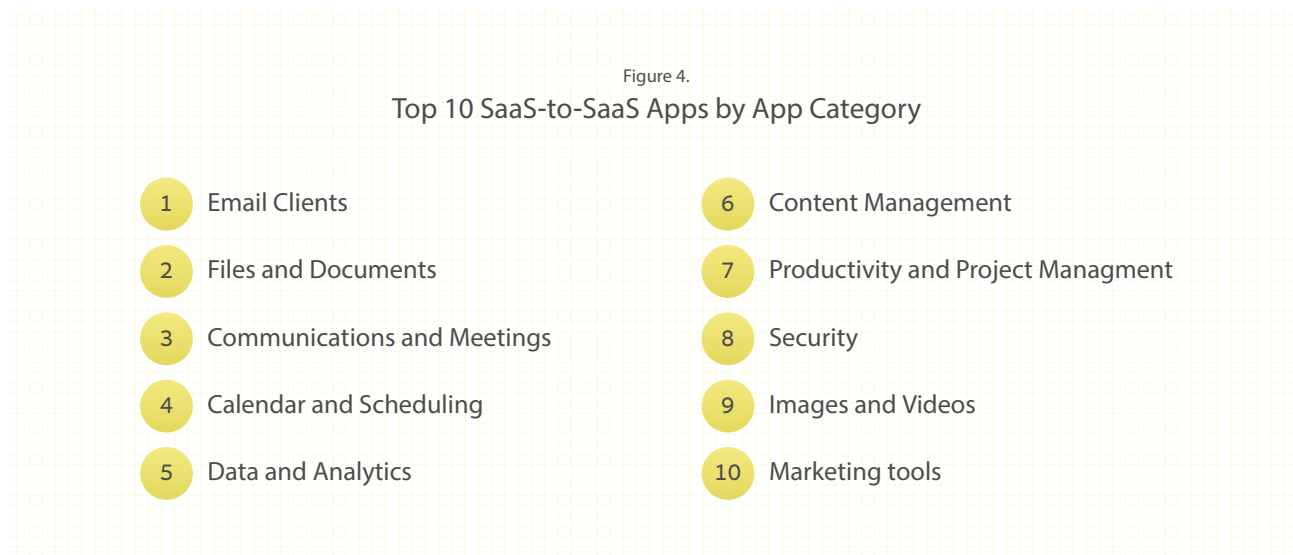 Figure 4.
Top 10 SaaS-to-SaaS Apps by App Category
1 Email Clients
2 Files and Documents
3 Communications and Meetings
4 Calendar and Scheduling
5 Data and Analytics
6 Content Management
7 Productivity and Project Managment
8 Security
9 Images and Videos
10 Marketing tools